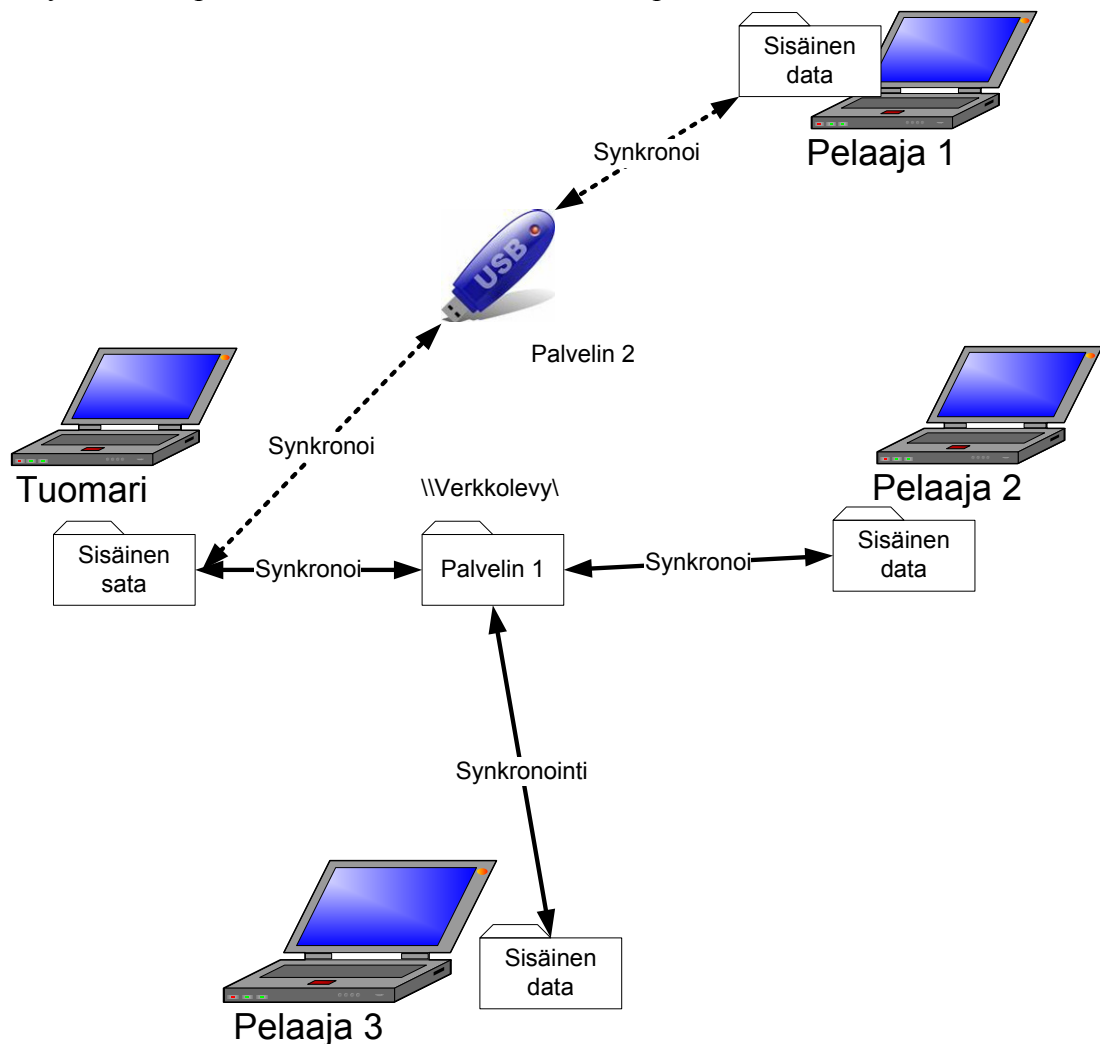 Sisäinen
data
Pelaaja 1
Synkronoi
USB
Palvelin 2
Synkronoi
Tuomari
\\Verkkolevy\
Pelaaja 2
Sisäinen
sata
Synkronoi
Palvelin 1
Synkronoi
Sisäinen
data
Synkronointi
Sisäinen
data
Pelaaja 3